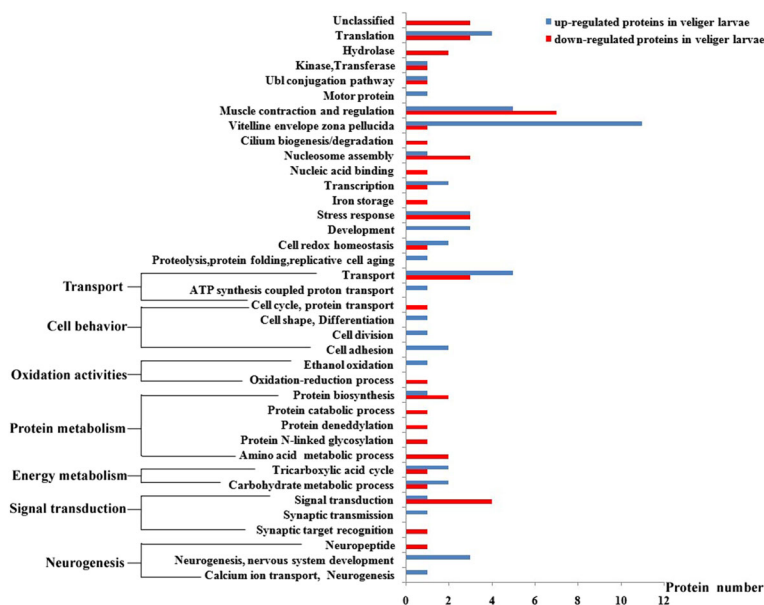 up-regulated proteins in veliger larvae
down-regulated proteins in veliger larvae
Unclassified
Translation
Hydrolase
Kinase,Transferase
Ubl conjugation pathway
Motor protein
Muscle contraction and regulation
Vitelline envelope zona pellucida
Cilium biogenesis/degradation
Nucleosome assembly
Nucleic acid binding
Transcription
Iron storage
Stress response
Development
Cell redox homeostasis
Proteolysis,protein folding,replicative cell aging
Transport
Transport
ATP synthesis coupled proton transport
Cell cycle, protein transport
Cell behavior
Cell shape, Differentiation
Cell division
Cell adhesion
Oxidation activities
Ethanol oxidation
Oxidation-reduction process
Protein metabolism
Protein biosynthesis
Protein catabolic process
Protein deneddylation
Protein N-linked glycosylation
Amino acid metabolic process
Energy metabolism
Tricarboxylic acid cycle
Carbohydrate metabolic process
Signal transduction
Signal transduction
Synaptic transmission
Synaptic target recognition
Neurogenesis
Neuropeptide
Neurogenesis, nervous system development
Calcium ion transport, Neurogenesis
Protein number
0 2 4 6 8 10 12